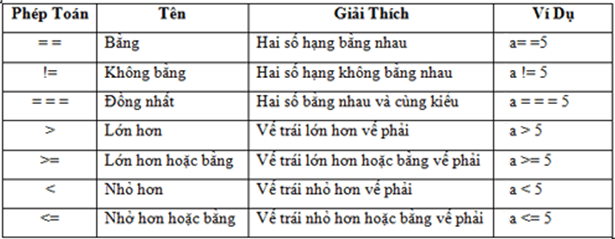 Phép Toán Tên Giải Thích Ví Dụ
= = Bằng Hai số hạng bằng nhau a= =5
!= Không bằng Hai số hạng không bằng nhau a != 5
= = = Đồng nhất Hai số bằng nhau và cùng kiểu a = = = 5
> Lớn hơn Vế trái lớn hơn vế phải a > 5
>= Lớn hơn hoặc bằng Vế trái lớn hơn hoặc bằng vế phải a >= 5
< Nhỏ hơn Vế trái nhỏ hơn vế phải a < 5
<= Nhở hơn hoặc bằng Vế trái nhỏ hơn hoặc bằng vế phải a <= 5